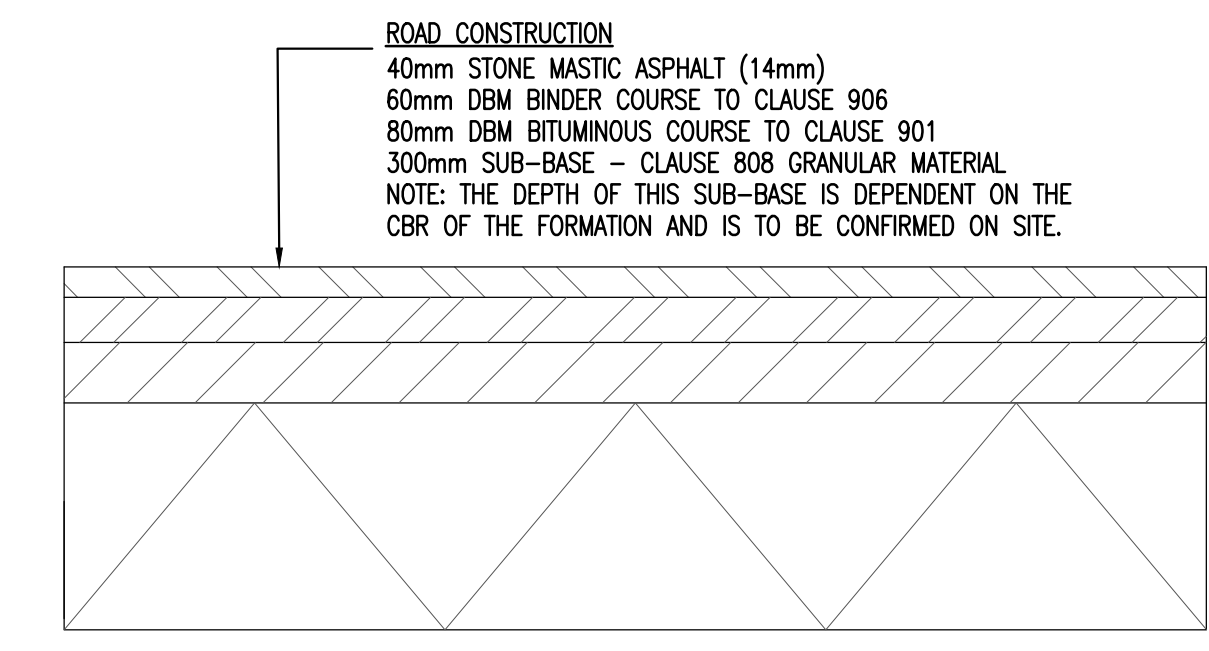 ROAD CONSTRUCTION
40mm STONE MASTIC ASPHALT (14mm)
60mm DBM BINDER COURSE TO CLAUSE 906
80mm DBM BITUMINOUS COURSE TO CLAUSE 901
300mm SUB-BASE – CLAUSE 808 GRANULAR MATERIAL
NOTE: THE DEPTH OF THIS SUB-BASE IS DEPENDENT ON THE
CBR OF THE FORMATION AND IS TO BE CONFIRMED ON SITE.